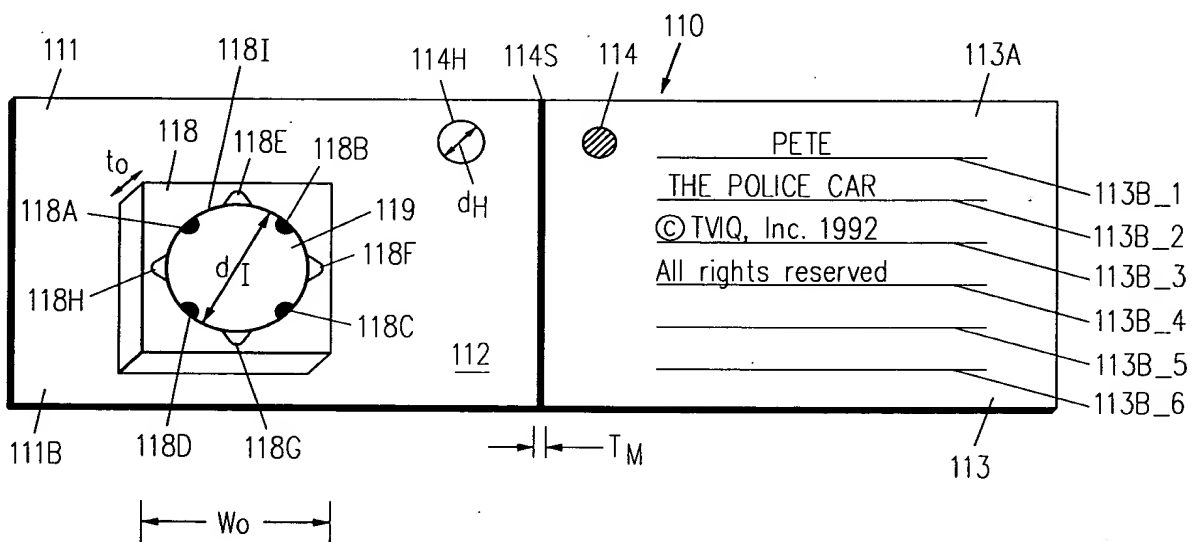 110
111
118I
114H
114S
114
113A
118
118E
118B
to
dH
PETE
118A
119
THE POLICE CAR
113B_1
© TVIQ, Inc. 1992
113B_2
118F
dI
All rights reserved
113B_3
118H
113B_4
118C
112
113B_5
113B_6
111B
118D
118G
TM
113
Wo